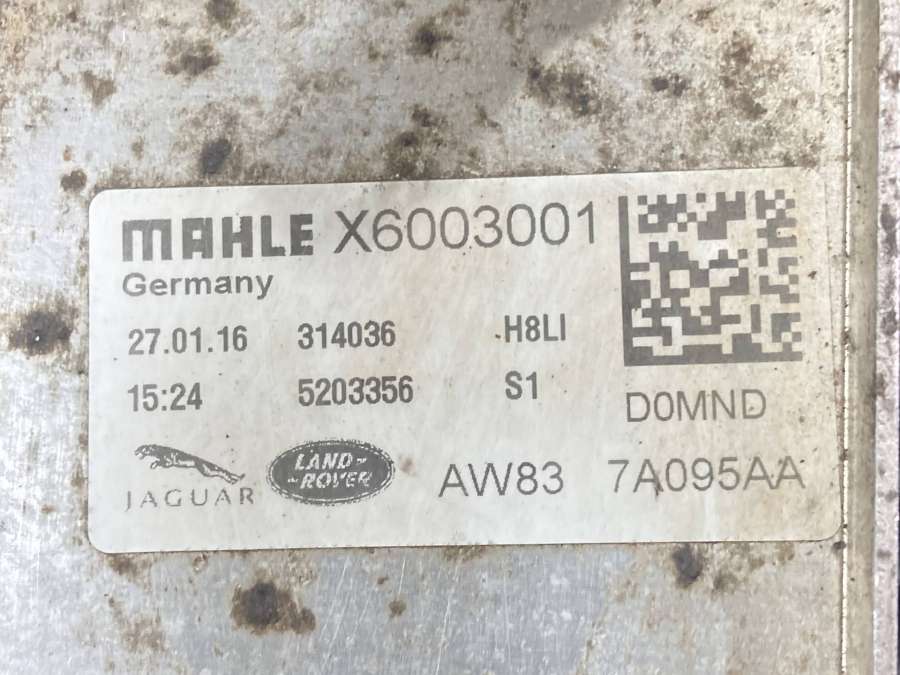 MAHLE X6003001
Germany
27.01.16 314036 H8LI
15:24 5203356 S1
D0MND
JAGUAR LAND-
-ROVER AW83 7A095AA